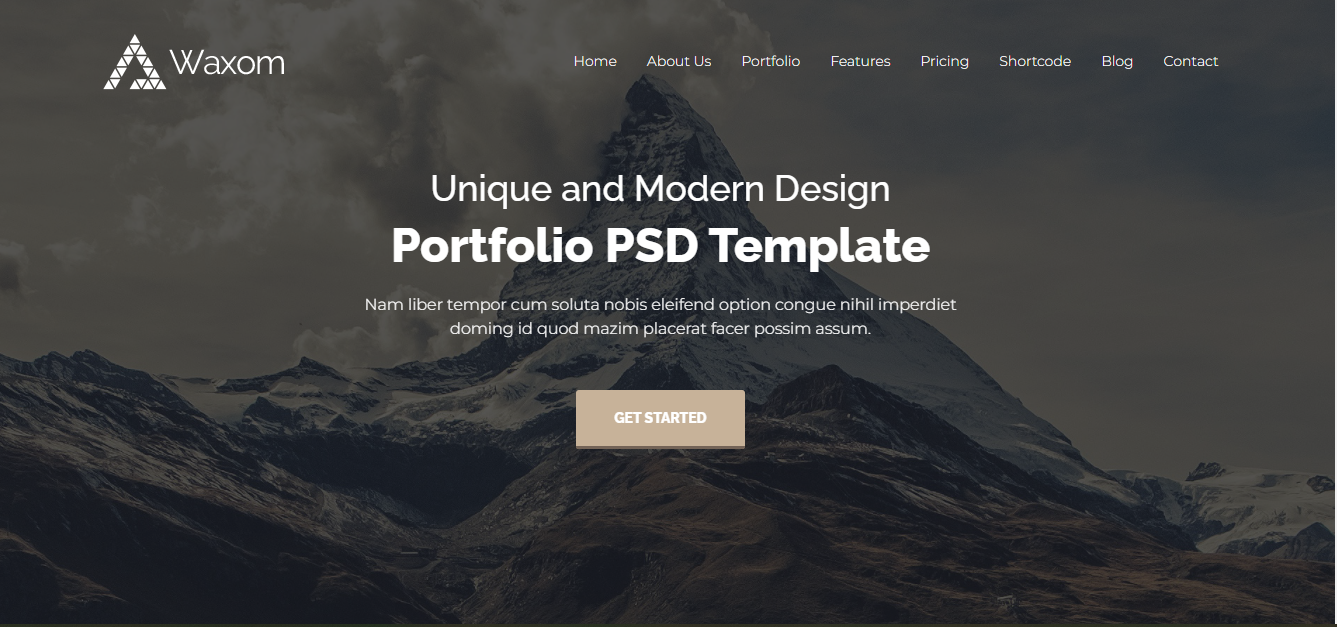 Waxom
Home About Us Portfolio Features Pricing Shortcode Blog Contact
Unique and Modern Design
Portfolio PSD Template
Nam liber tempor cum soluta nobis eleifend option congue nihil imperdiet
doming id quod mazim placerat facer possim assum.
GET STARTED